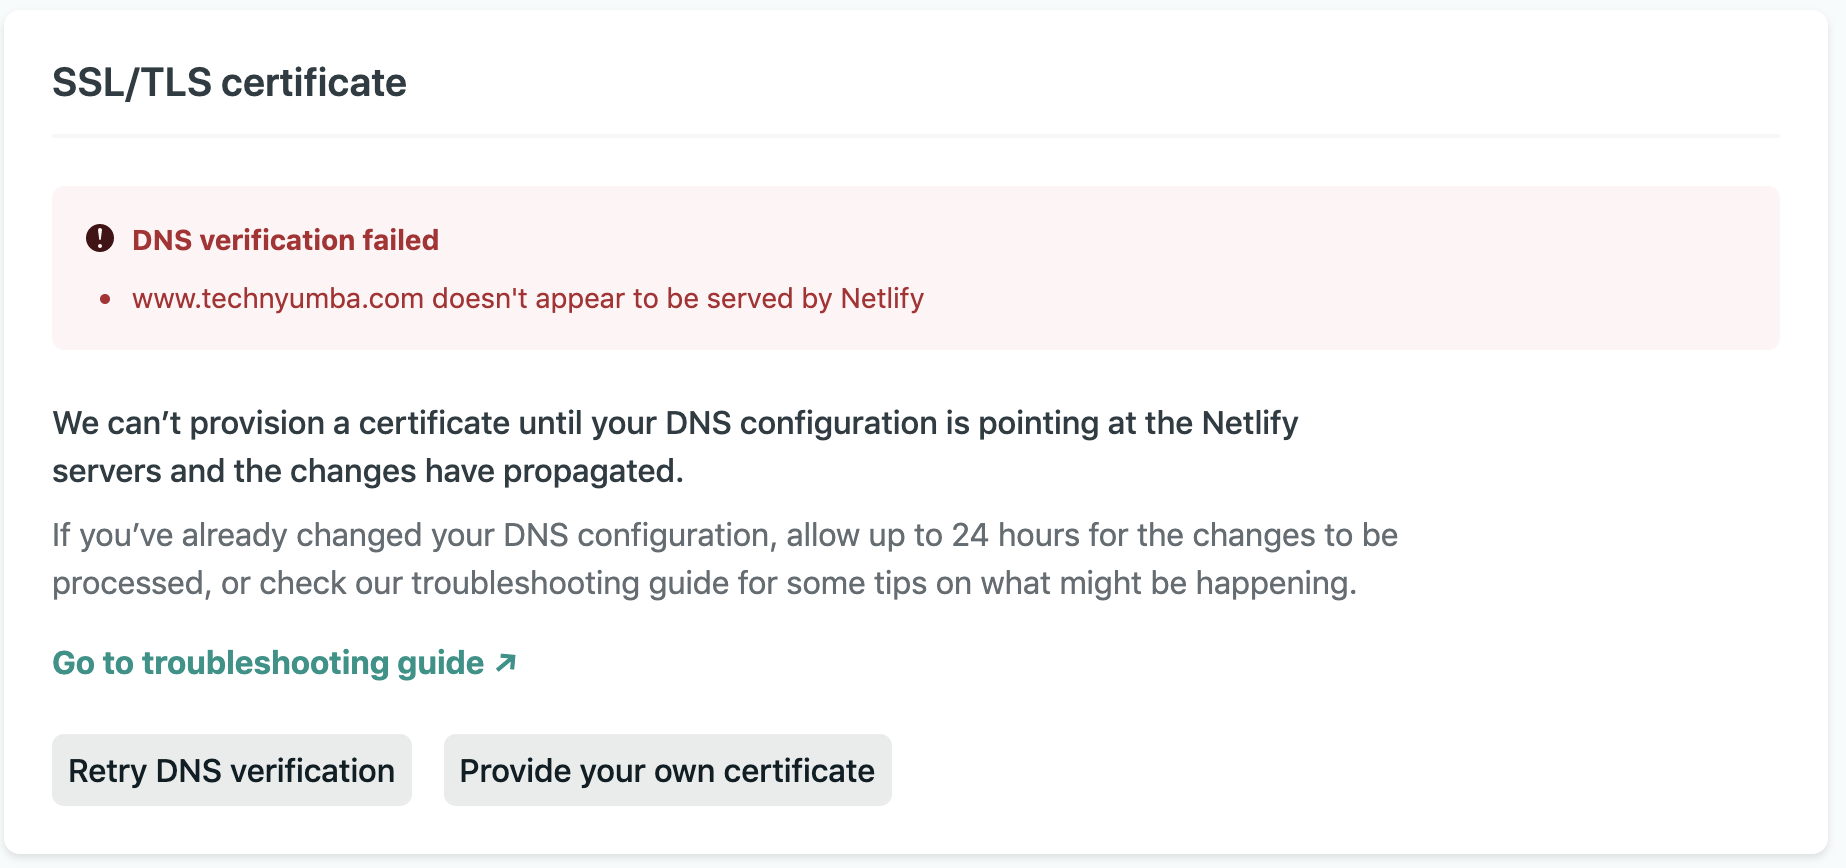 SSL/TLS certificate
DNS verification failed
• www.technyumba.com doesn't appear to be served by Netlify
We can’t provision a certificate until your DNS configuration is pointing at the Netlify
servers and the changes have propagated.
If you’ve already changed your DNS configuration, allow up to 24 hours for the changes to be
processed, or check our troubleshooting guide for some tips on what might be happening.
Go to troubleshooting guide ↗
Retry DNS verification
Provide your own certificate